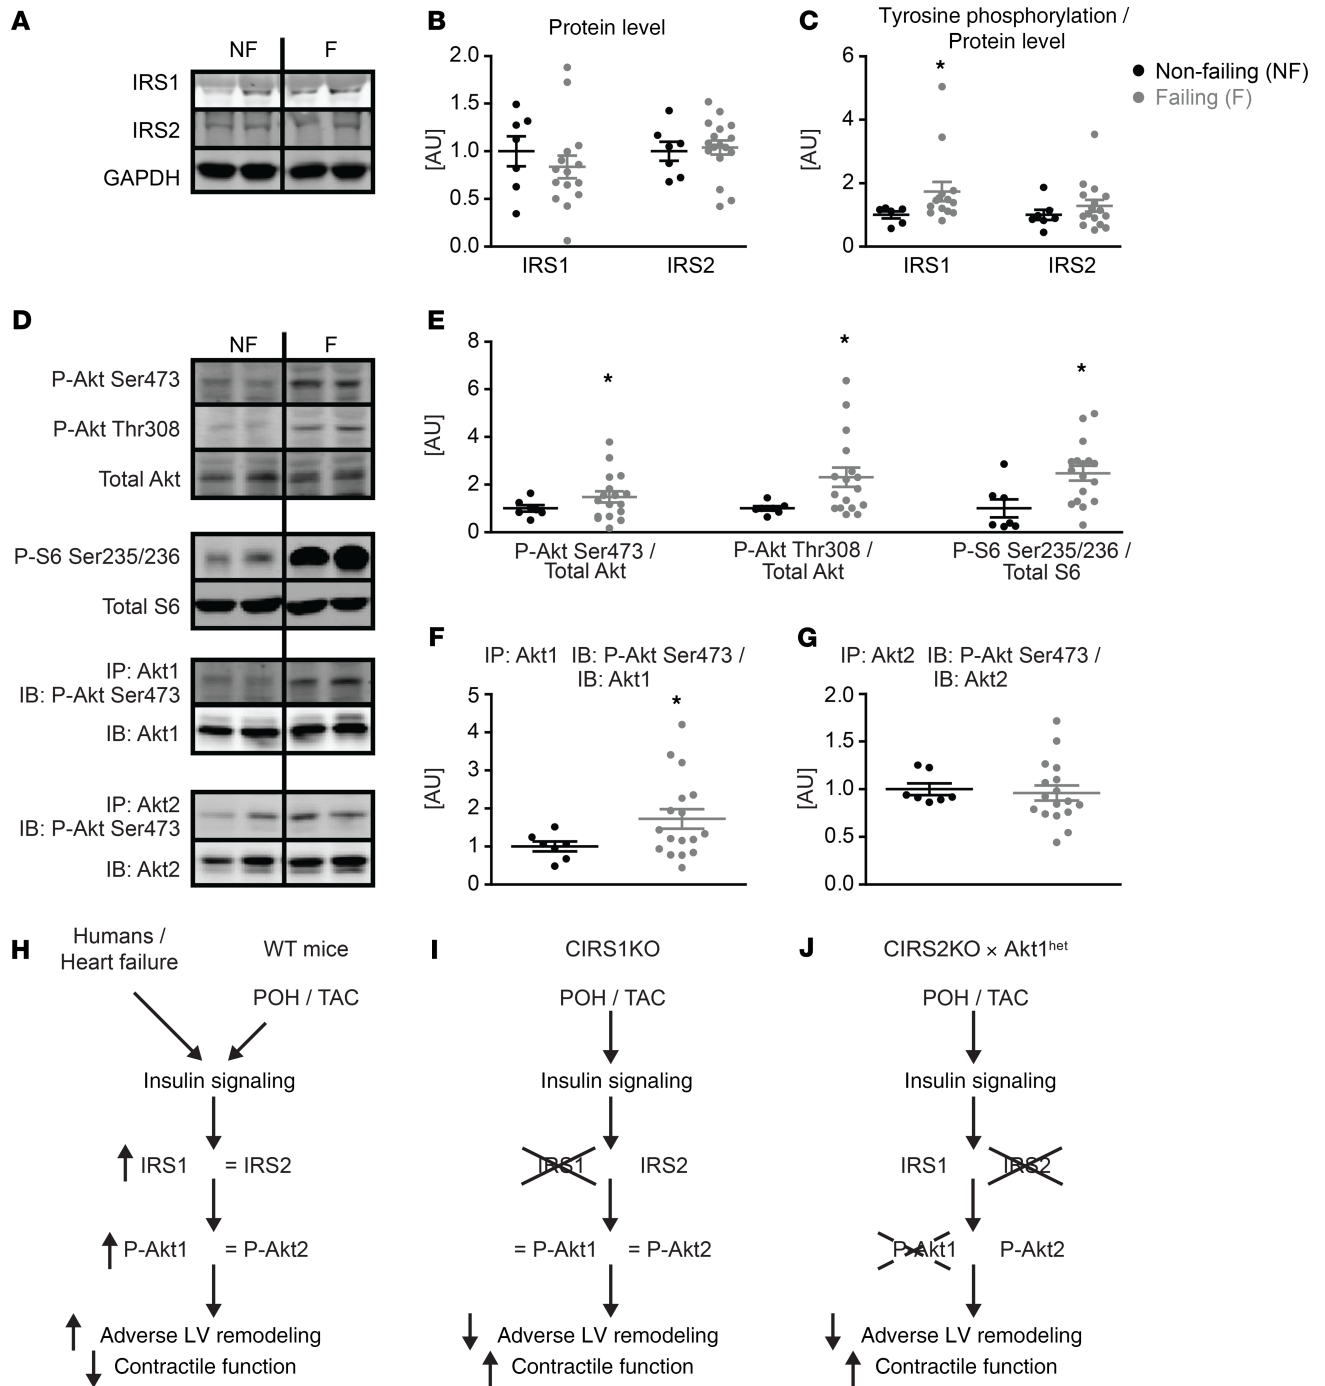 A
NF
F
IRS1
IRS2
GAPDH
B
Protein level
[AU]
2.0
1.5
1.0
0.5
0.0
IRS1
IRS2
C
Tyrosine phosphorylation /
Protein level
[AU]
6
4
2
0
*
IRS1
IRS2
Non-failing (NF)
Failing (F)
D
NF
F
P-Akt Ser473
P-Akt Thr308
Total Akt
P-S6 Ser235/236
Total S6
IP: Akt1
IB: P-Akt Ser473
IB: Akt1
IP: Akt2
IB: P-Akt Ser473
IB: Akt2
E
[AU]
8
6
4
2
0
*
*
*
P-Akt Ser473 /
Total Akt
P-Akt Thr308 /
Total Akt
P-S6 Ser235/236 /
Total S6
F
IP: Akt1 IB: P-Akt Ser473 /
IB: Akt1
[AU]
5
4
3
2
1
0
*
G
IP: Akt2 IB: P-Akt Ser473 /
IB: Akt2
[AU]
2.0
1.5
1.0
0.5
0.0
H
Humans /
Heart failure
WT mice
POH / TAC
Insulin signaling
IRS1 = IRS2
P-Akt1 = P-Akt2
Adverse LV remodeling
Contractile function
I
CIRS1KO
POH / TAC
Insulin signaling
IRS1 IRS2
= P-Akt1 = P-Akt2
Adverse LV remodeling
Contractile function
J
CIRS2KO × Akt1het
POH / TAC
Insulin signaling
IRS1 IRS2
P-Akt1 P-Akt2
Adverse LV remodeling
Contractile function